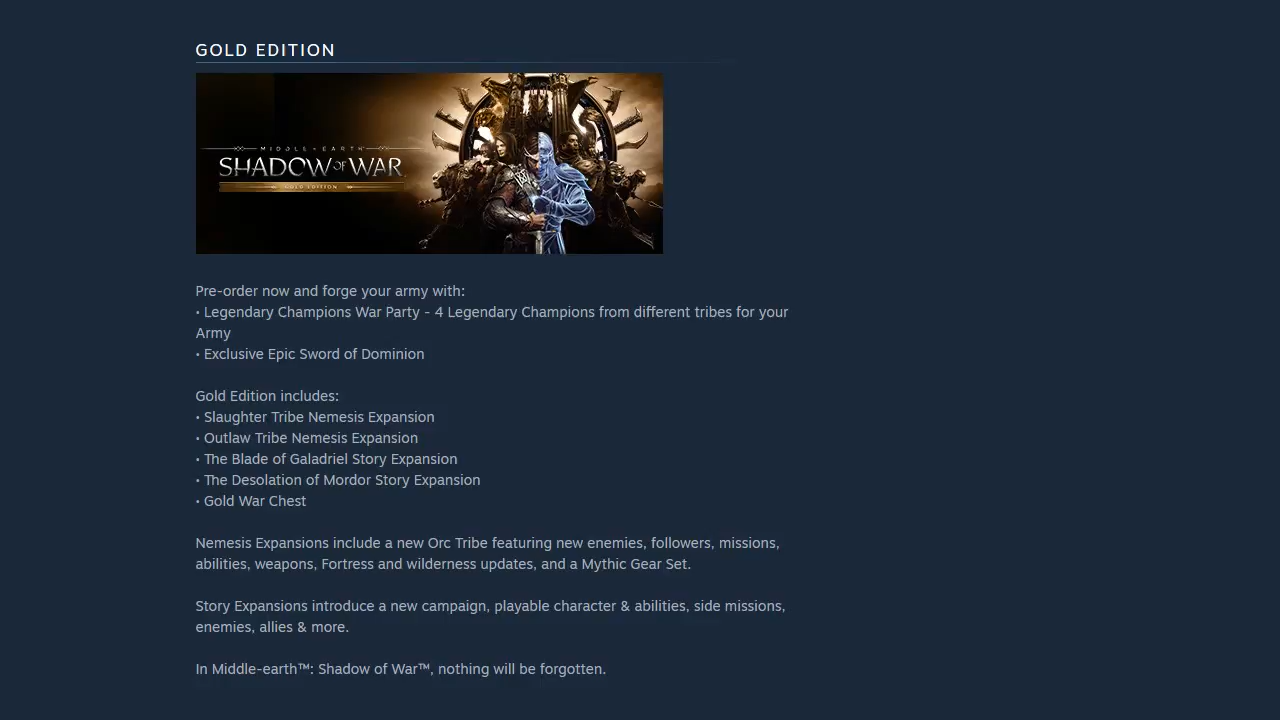 GOLD EDITION
MIDDLE-EARTH
SHADOW OF WAR
GOLD EDITION
Pre-order now and forge your army with:
• Legendary Champions War Party - 4 Legendary Champions from different tribes for your
Army
• Exclusive Epic Sword of Dominion
Gold Edition includes:
• Slaughter Tribe Nemesis Expansion
• Outlaw Tribe Nemesis Expansion
• The Blade of Galadriel Story Expansion
• The Desolation of Mordor Story Expansion
• Gold War Chest
Nemesis Expansions include a new Orc Tribe featuring new enemies, followers, missions,
abilities, weapons, Fortress and wilderness updates, and a Mythic Gear Set.
Story Expansions introduce a new campaign, playable character & abilities, side missions,
enemies, allies & more.
In Middle-earth™: Shadow of War™, nothing will be forgotten.